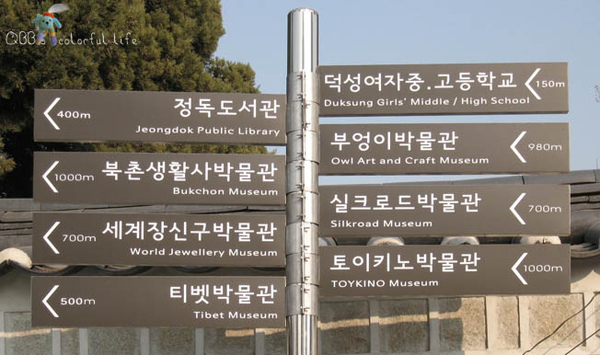 QBB's colorful life
정독도서관
400m
Jeongdok Public Library
북촌생활사박물관
1000m
Bukchon Museum
세계장신구박물관
700m
World Jewellery Museum
티벳박물관
500m
Tibet Museum
덕성여자중.고등학교
150m
Duksung Girls' Middle / High School
부엉이박물관
980m
Owl Art and Craft Museum
실크로드박물관
700m
Silkroad Museum
토이키노박물관
1000m
TOYKINO Museum